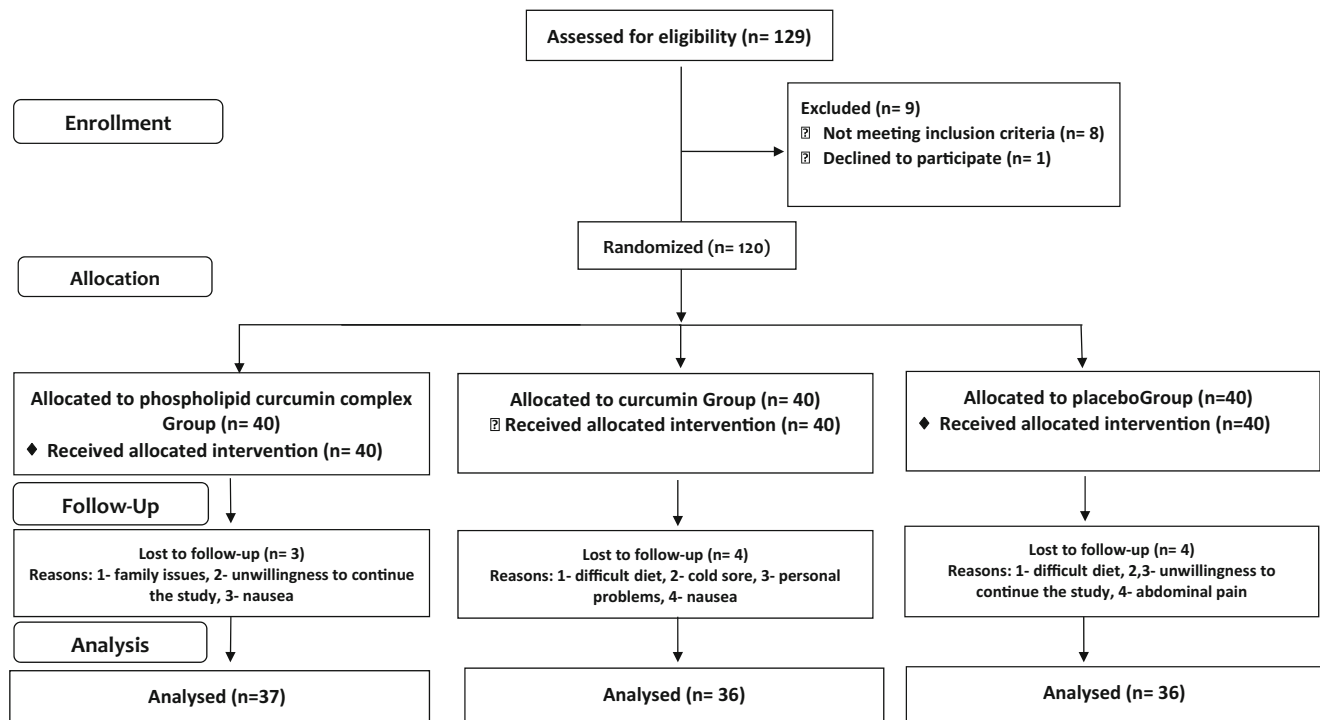 Assessed for eligibility (n= 129)
Enrollment
Excluded (n= 9)
⍰ Not meeting inclusion criteria (n= 8)
⍰ Declined to participate (n= 1)
Randomized (n= 120)
Allocation
Allocated to phospholipid curcumin complex
Group (n= 40)
♦ Received allocated intervention (n= 40)
Allocated to curcumin Group (n= 40)
⍰ Received allocated intervention (n= 40)
Allocated to placeboGroup (n=40)
♦ Received allocated intervention (n=40)
Follow-Up
Lost to follow-up (n= 3)
Reasons: 1- family issues, 2- unwillingness to continue
the study, 3- nausea
Lost to follow-up (n= 4)
Reasons: 1- difficult diet, 2- cold sore, 3- personal
problems, 4- nausea
Lost to follow-up (n= 4)
Reasons: 1- difficult diet, 2,3- unwillingness to
continue the study, 4- abdominal pain
Analysis
Analysed (n=37)
Analysed (n= 36)
Analysed (n= 36)